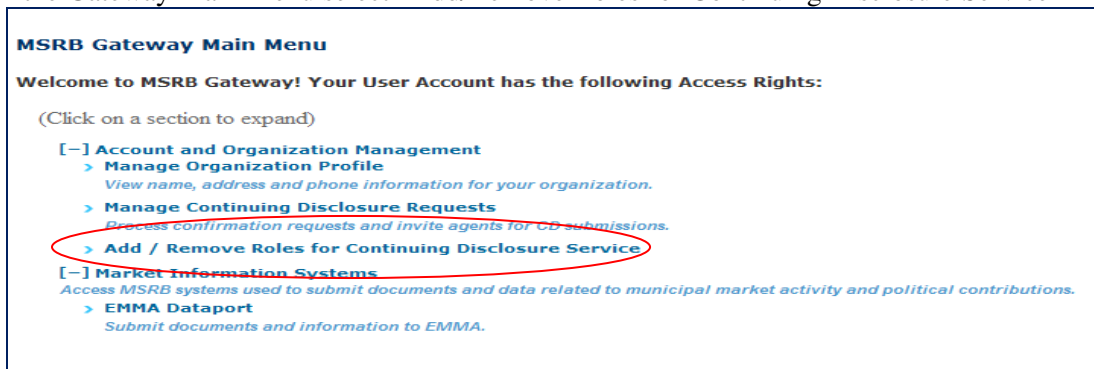 MSRB Gateway Main Menu
Welcome to MSRB Gateway! Your User Account has the following Access Rights:
(Click on a section to expand)
[−] Account and Organization Management
> Manage Organization Profile
View name, address and phone information for your organization.
> Manage Continuing Disclosure Requests
Process confirmation requests and invite agents for CD submissions.
> Add / Remove Roles for Continuing Disclosure Service
[−] Market Information Systems
Access MSRB systems used to submit documents and data related to municipal market activity and political contributions.
> EMMA Dataport
Submit documents and information to EMMA.